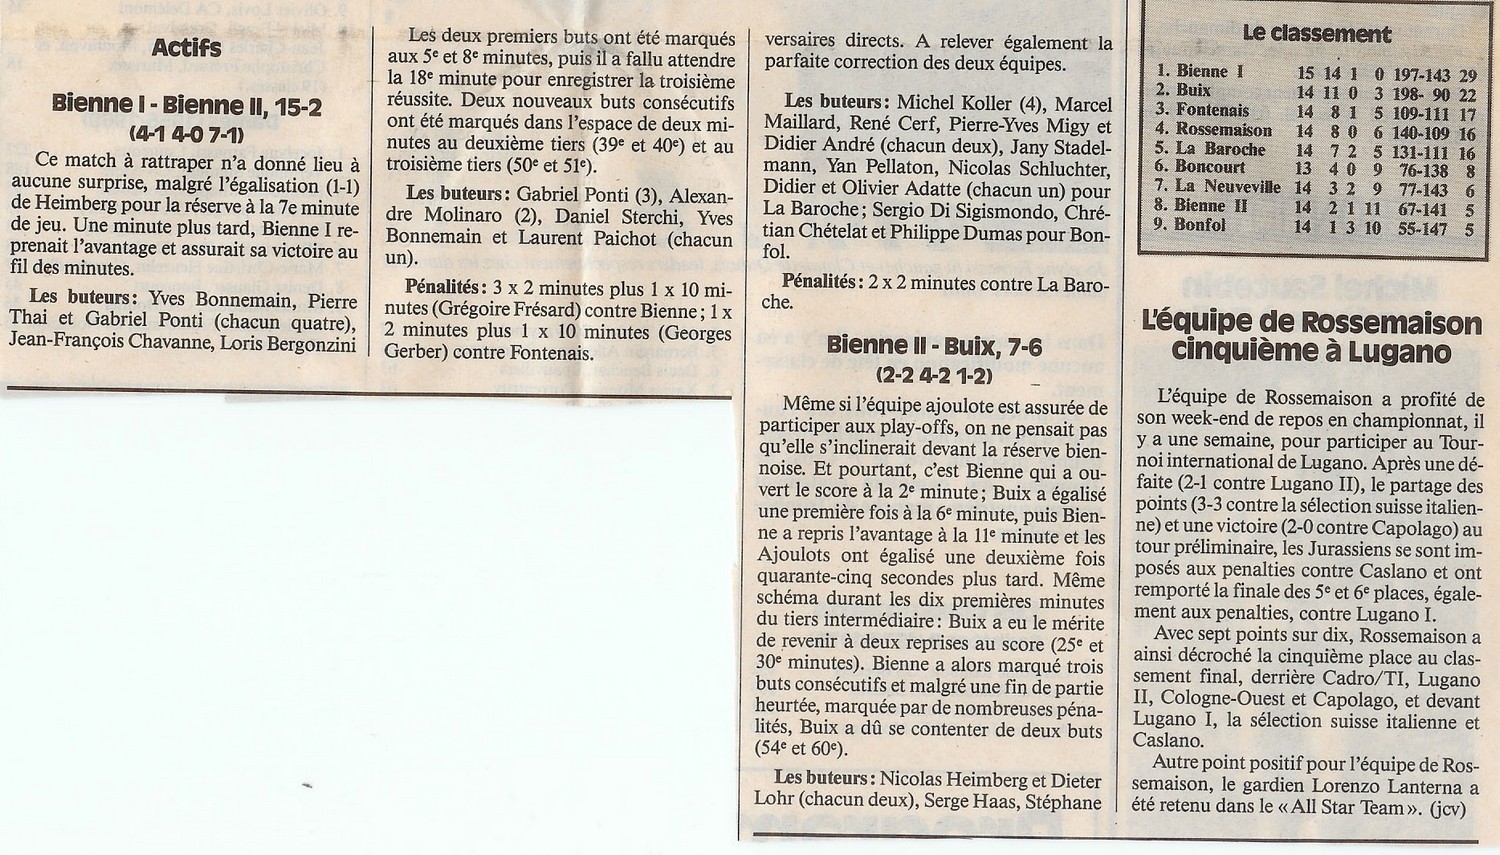 Actifs
Bienne I - Bienne II, 15-2
(4-1 4-0 7-1)
Ce match à rattraper n'a donné lieu à
aucune surprise, malgré l'égalisation (1-1)
de Heimberg pour la réserve à la 7e minute
de jeu. Une minute plus tard, Bienne I re-
prenait l'avantage et assurait sa victoire au
fil des minutes.
Les buteurs: Yves Bonnemain, Pierre
Thai et Gabriel Ponti (chacun quatre),
Jean-François Chavanne, Loris Bergonzini
Les deux premiers buts ont été marqués
aux 5e et 8e minutes, puis il a fallu attendre
la 18e minute pour enregistrer la troisième
réussite. Deux nouveaux buts consécutifs
ont été marqués dans l'espace de deux mi-
nutes au deuxième tiers (39e et 40e) et au
troisième tiers (50e et 51e).
Les buteurs: Gabriel Ponti (3), Alexan-
dre Molinaro (2), Daniel Sterchi, Yves
Bonnemain et Laurent Paichot (chacun
un).
Pénalités: 3 x 2 minutes plus 1 x 10 mi-
nutes (Grégoire Frésard) contre Bienne; 1 x
2 minutes plus 1 x 10 minutes (Georges
Gerber) contre Fontenais.
versaires directs. A relever également la
parfaite correction des deux équipes.
Les buteurs: Michel Koller (4), Marcel
Maillard, René Cerf, Pierre-Yves Migy et
Didier André (chacun deux), Jany Stadel-
mann, Yan Pellaton, Nicolas Schluchter,
Didier et Olivier Adatte (chacun un) pour
La Baroche; Sergio Di Sigismondo, Chré-
tian Chételat et Philippe Dumas pour Bon-
fol.
Pénalités: 2 x 2 minutes contre La Baro-
che.
Bienne II - Buix, 7-6
(2-2 4-2 1-2)
Même si l'équipe ajoulote est assurée de
participer aux play-offs, on ne pensait pas
qu'elle s'inclinerait devant la réserve bien-
noise. Et pourtant, c'est Bienne qui a ou-
vert le score à la 2e minute; Buix a égalisé
une première fois à la 6e minute, puis Bien-
ne a repris l'avantage à la 11e minute et les
Ajoulots ont égalisé une deuxième fois
quarante-cinq secondes plus tard. Même
schéma durant les dix premières minutes
du tiers intermédiaire: Buix a eu le mérite
de revenir à deux reprises au score (25e et
30e minutes). Bienne a alors marqué trois
buts consécutifs et malgré une fin de partie
heurtée, marquée par de nombreuses péna-
lités, Buix a dû se contenter de deux buts
(54e et 60e).
Les buteurs: Nicolas Heimberg et Dieter
Lohr (chacun deux), Serge Haas, Stéphane
Le classement
1. Bienne I 15 14 1 0 197-143 29
2. Buix 14 11 0 3 198- 90 22
3. Fontenais 14 8 1 5 109-111 17
4. Rossemaison 14 8 0 6 140-109 16
5. La Baroche 14 7 2 5 131-111 16
6. Boncourt 13 4 0 9 76-138 8
7. La Neuveville 14 3 2 9 77-143 6
8. Bienne II 14 2 1 11 67-141 5
9. Bonfol 14 1 3 10 55-147 5
L'équipe de Rossemaison
cinquième à Lugano
L'équipe de Rossemaison a profité de
son week-end de repos en championnat, il
y a une semaine, pour participer au Tour-
noi international de Lugano. Après une dé-
faite (2-1 contre Lugano II), le partage des
points (3-3 contre la sélection suisse italien-
ne) et une victoire (2-0 contre Capolago) au
tour préliminaire, les Jurassiens se sont im-
posés aux penalties contre Caslano et ont
remporté la finale des 5e et 6e places, égale-
ment aux penalties, contre Lugano I.
Avec sept points sur dix, Rossemaison a
ainsi décroché la cinquième place au clas-
sement final, derrière Cadro/TI, Lugano
II, Cologne-Ouest et Capolago, et devant
Lugano I, la sélection suisse italienne et
Caslano.
Autre point positif pour l'équipe de Ros-
semaison, le gardien Lorenzo Lanterna a
été retenu dans le «All Star Team». (jcv)